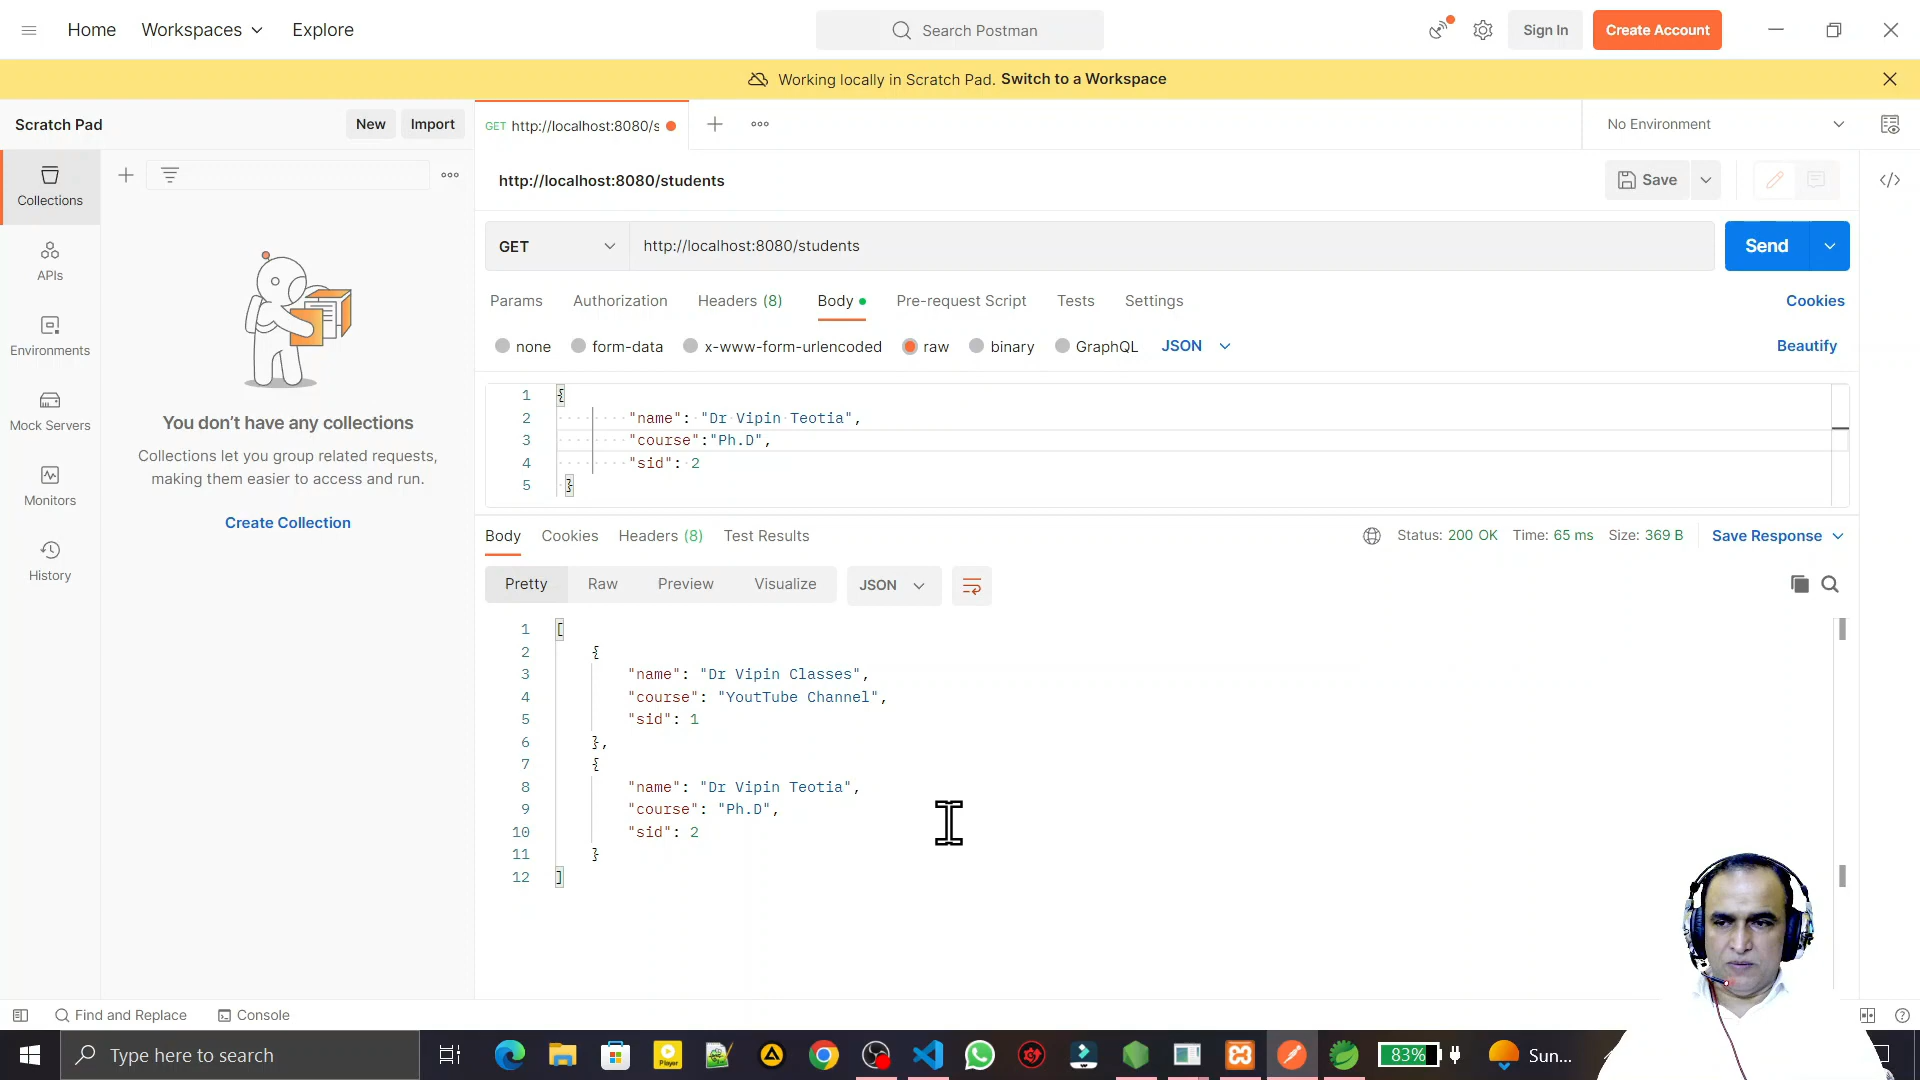 Home Workspaces Explore Search Postman Sign In Create Account
Working locally in Scratch Pad. Switch to a Workspace
Scratch Pad New Import GET http://localhost:8080/s No Environment
http://localhost:8080/students Save
Collections
GET http://localhost:8080/students Send
APIs
Params Authorization Headers (8) Body Pre-request Script Tests Settings Cookies
none form-data x-www-form-urlencoded raw binary GraphQL JSON Beautify
Environments
1 {
2 "name": "Dr Vipin Teotia",
3 "course":"Ph.D",
4 "sid": 2
5 }
Mock Servers
You don’t have any collections
Collections let you group related requests,
making them easier to access and run.
Create Collection
Monitors
History
Body Cookies Headers (8) Test Results Status: 200 OK Time: 65 ms Size: 369 B Save Response
Pretty Raw Preview Visualize JSON
1 [
2 {
3 "name": "Dr Vipin Classes",
4 "course": "YoutTube Channel",
5 "sid": 1
6 },
7 {
8 "name": "Dr Vipin Teotia",
9 "course": "Ph.D",
10 "sid": 2
11 }
12 ]
Find and Replace Console
Type here to search Player 83% Sun...